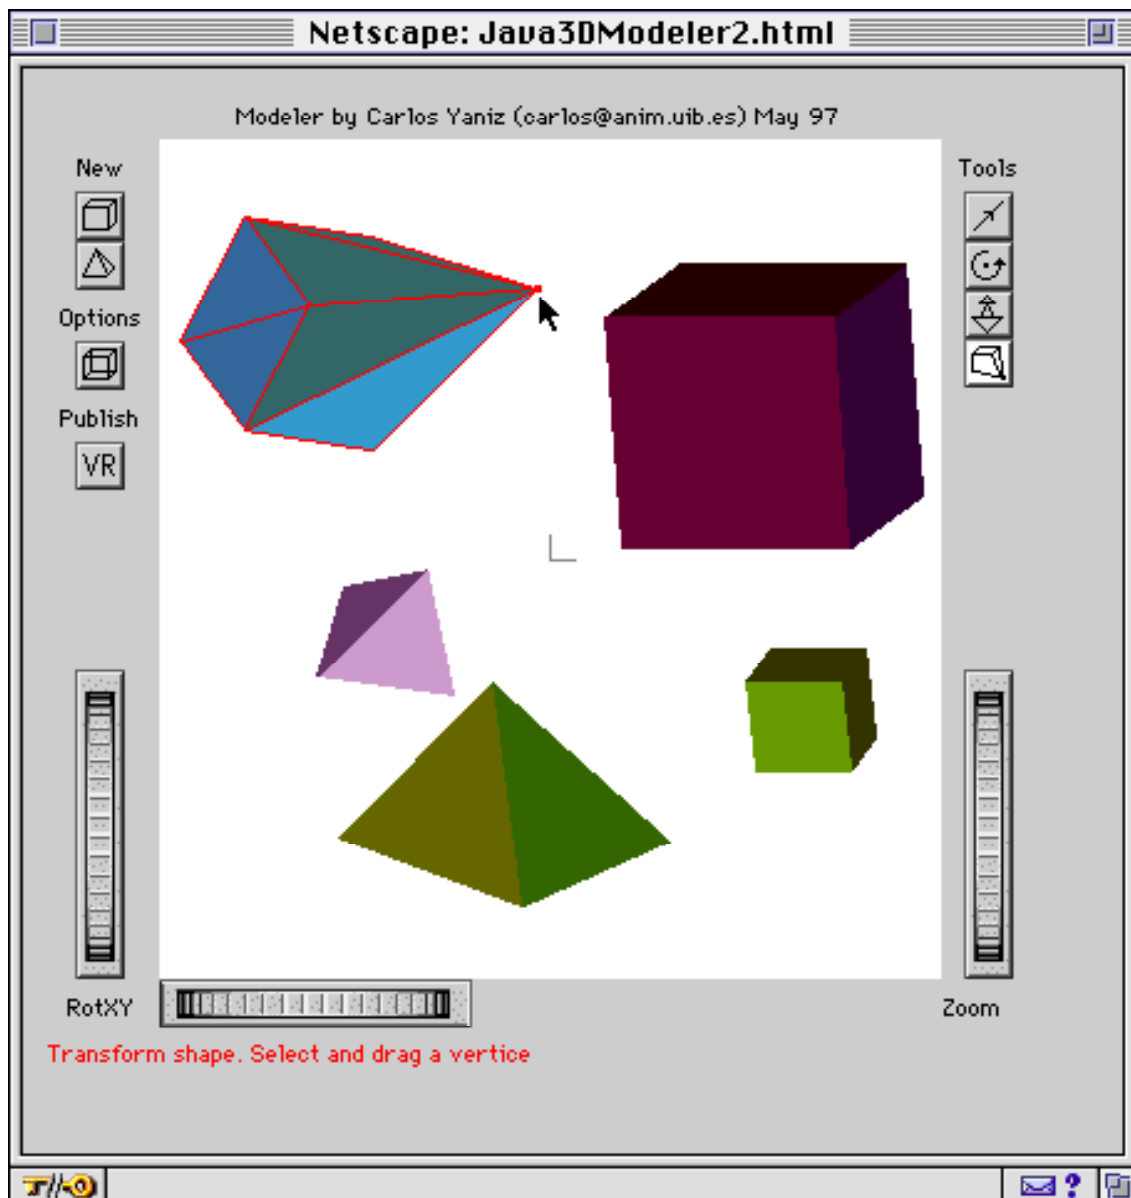 Netscape: Java3DModeler2.html
Modeler by Carlos Yaniz (carlos@anim.uib.es) May 97
New
Tools
Options
Publish
VR
RotXY
Zoom
Transform shape. Select and drag a vertice
?